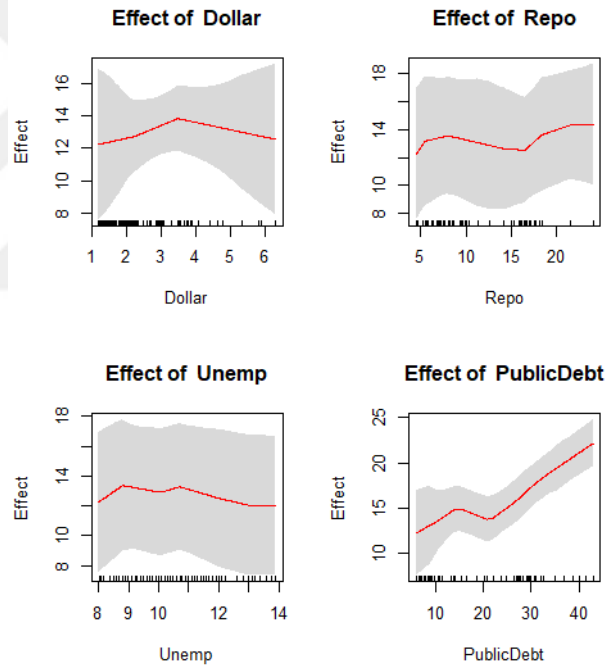 Effect of Dollar
Effect
16
14
12
10
8
1 2 3 4 5 6
Dollar
Effect of Repo
Effect
18
14
10
8
5 10 15 20
Repo
Effect of Unemp
Effect
18
14
10
8
8 9 10 12 14
Unemp
Effect of PublicDebt
Effect
25
20
15
10
10 20 30 40
PublicDebt